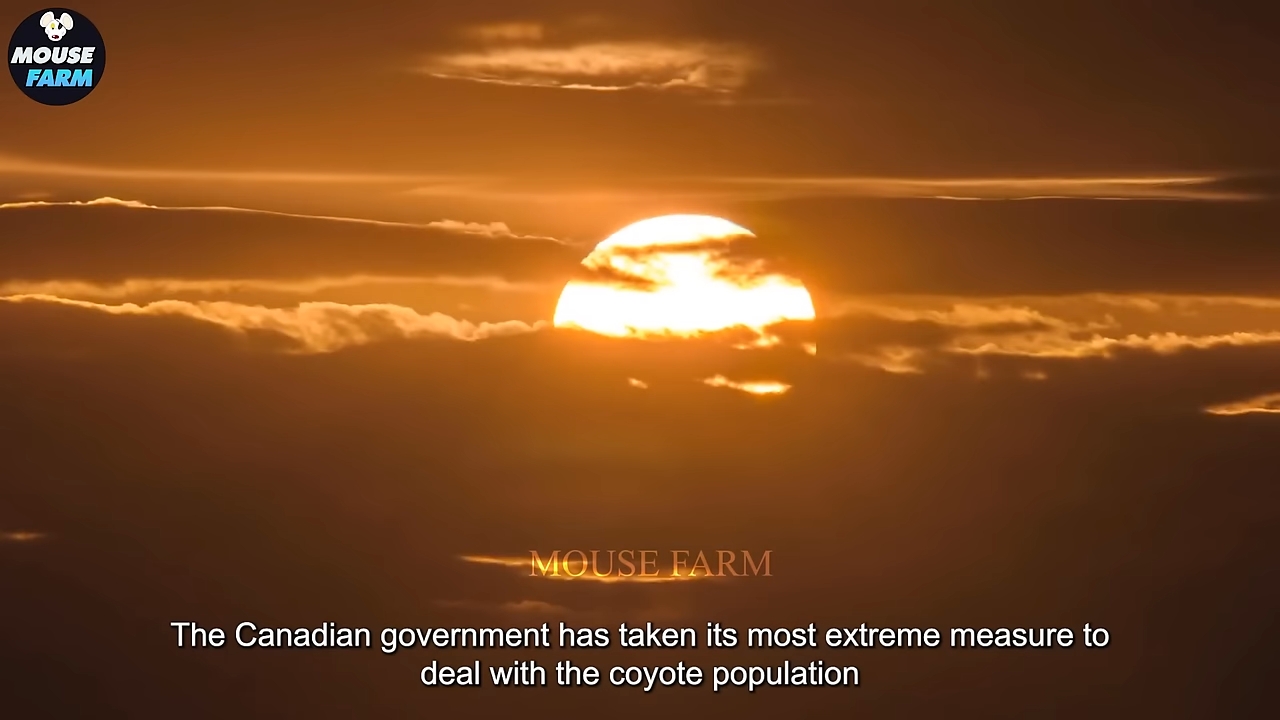 MOUSE
FARM
MOUSE FARM
The Canadian government has taken its most extreme measure to
deal with the coyote population